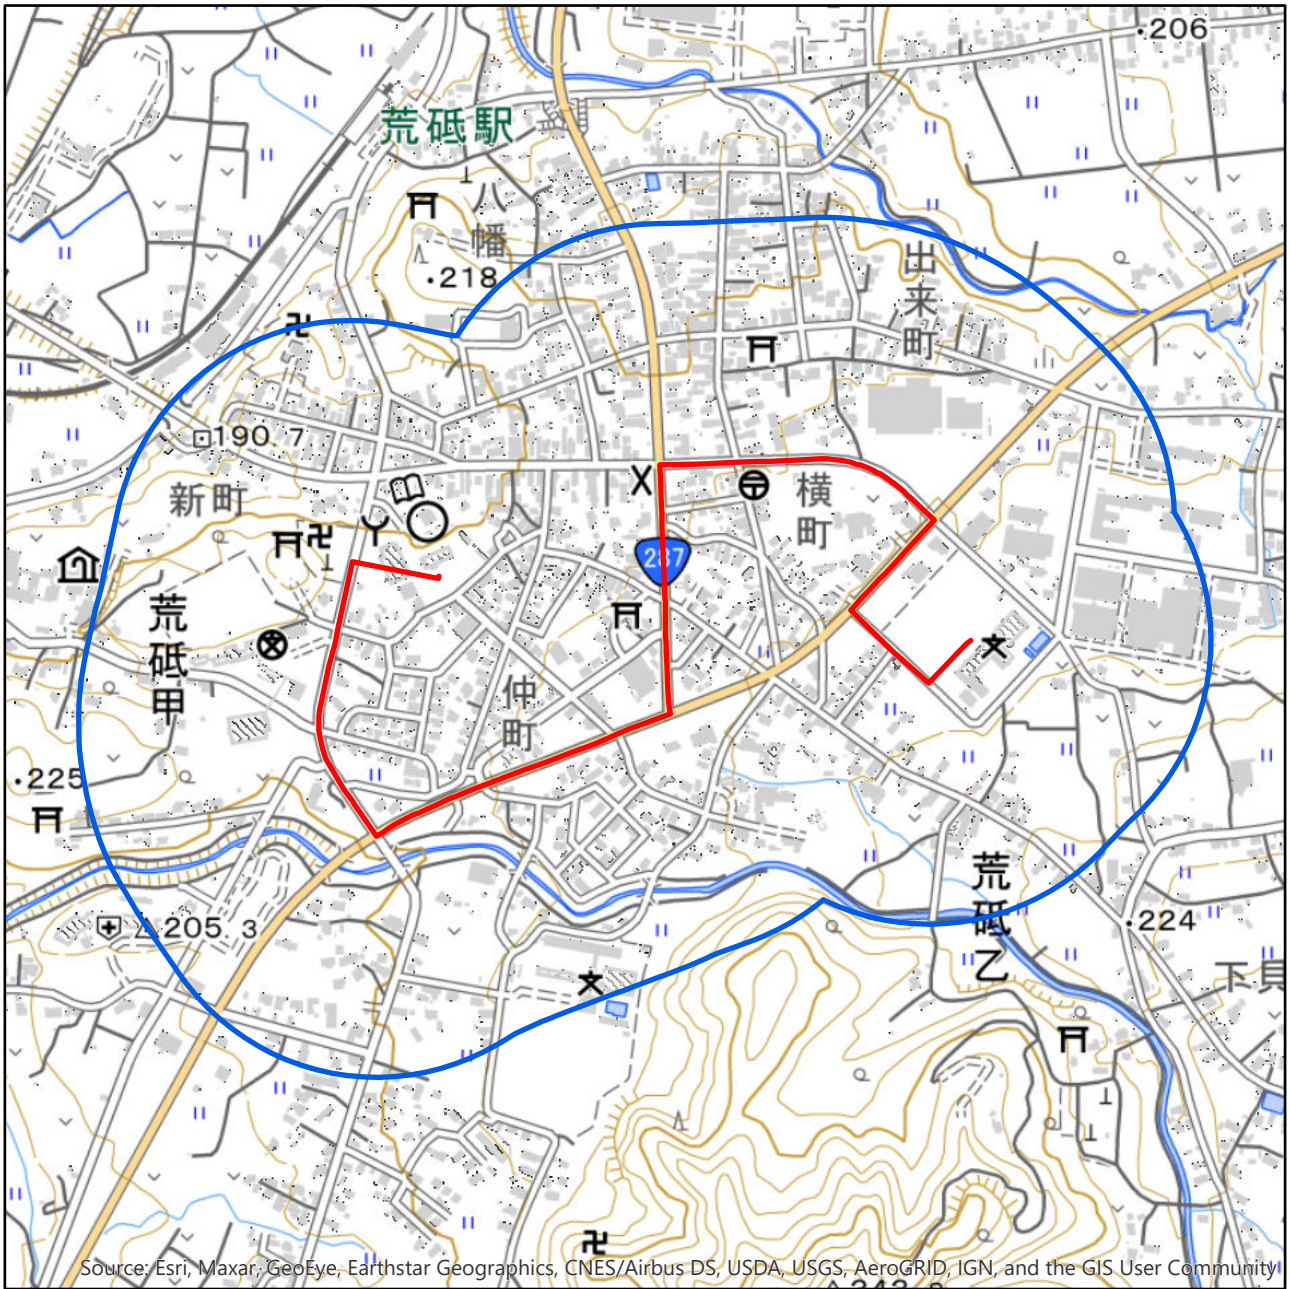 206
荒砥駅
八幡
218
出来町
190.7
新町
横町
287
荒砥甲
仲町
225
荒砥乙
205.3
224
下貝
Source: Esri, Maxar, GeoEye, Earthstar Geographics, CNES/Airbus DS, USDA, USGS, AeroGRID, IGN, and the GIS User Community